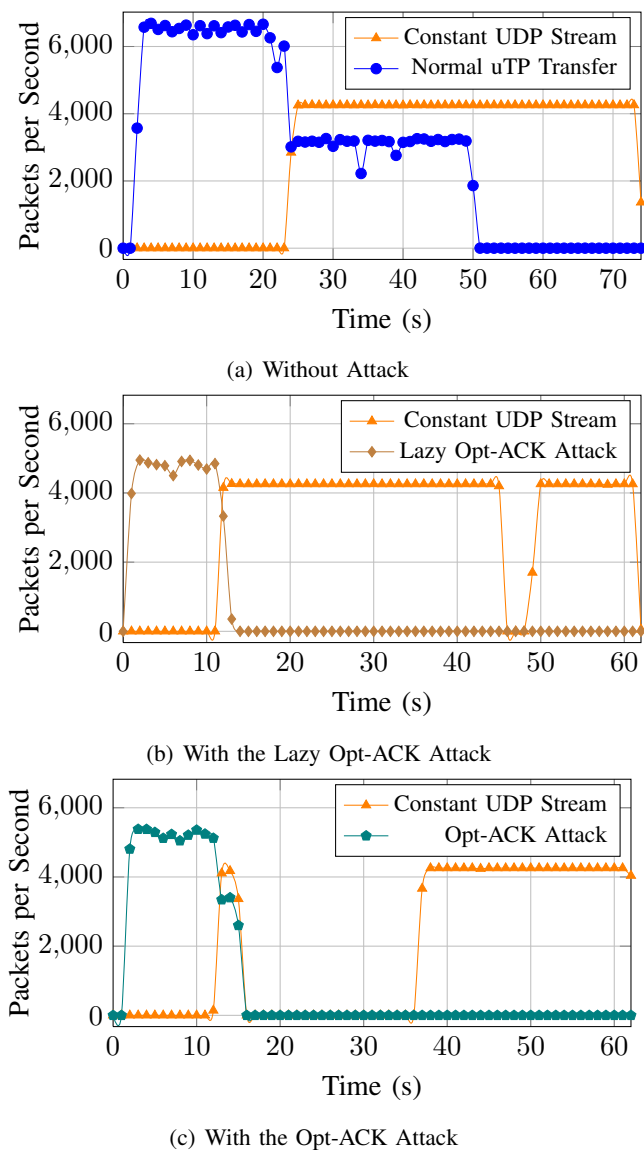 6,000
4,000
2,000
0
Packets per Second
Constant UDP Stream
Normal uTP Transfer
0 10 20 30 40 50 60 70
Time (s)
(a) Without Attack
6,000
4,000
2,000
0
Packets per Second
Constant UDP Stream
Lazy Opt-ACK Attack
0 10 20 30 40 50 60
Time (s)
(b) With the Lazy Opt-ACK Attack
6,000
4,000
2,000
0
Packets per Second
Constant UDP Stream
Opt-ACK Attack
0 10 20 30 40 50 60
Time (s)
(c) With the Opt-ACK Attack